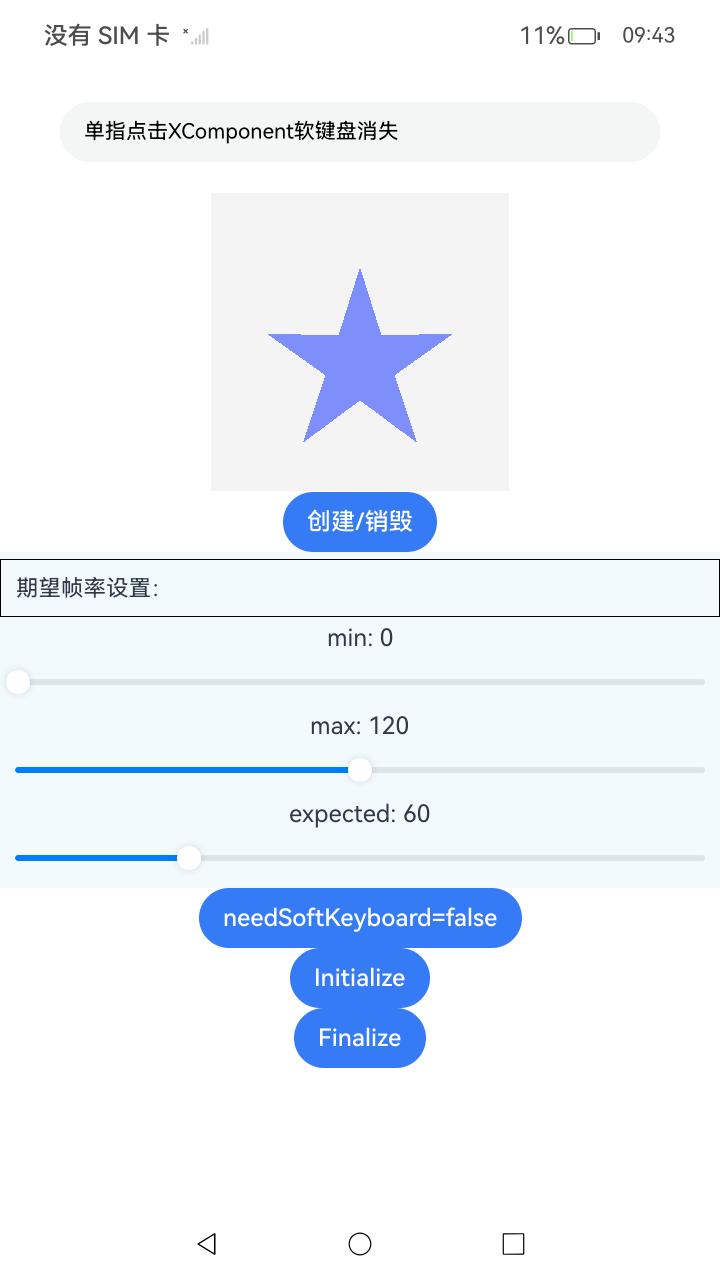 没有 SIM 卡
11%
09:43
单指点击XComponent软键盘消失
创建/销毁
期望帧率设置:
min: 0
max: 120
expected: 60
needSoftKeyboard=false
Initialize
Finalize